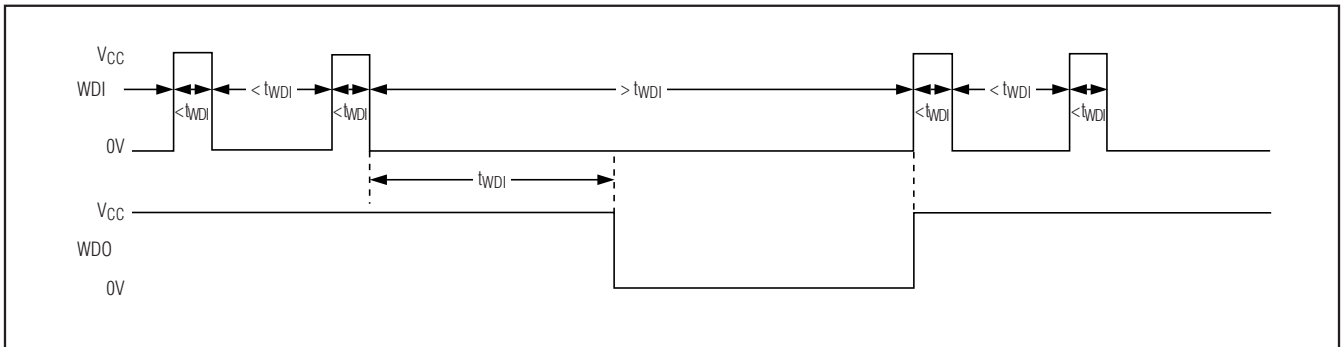 VCC
WDI < tWDI > tWDI < tWDI
<tWDI <tWDI <tWDI <tWDI
0V
tWDI
VCC
WDO
0V